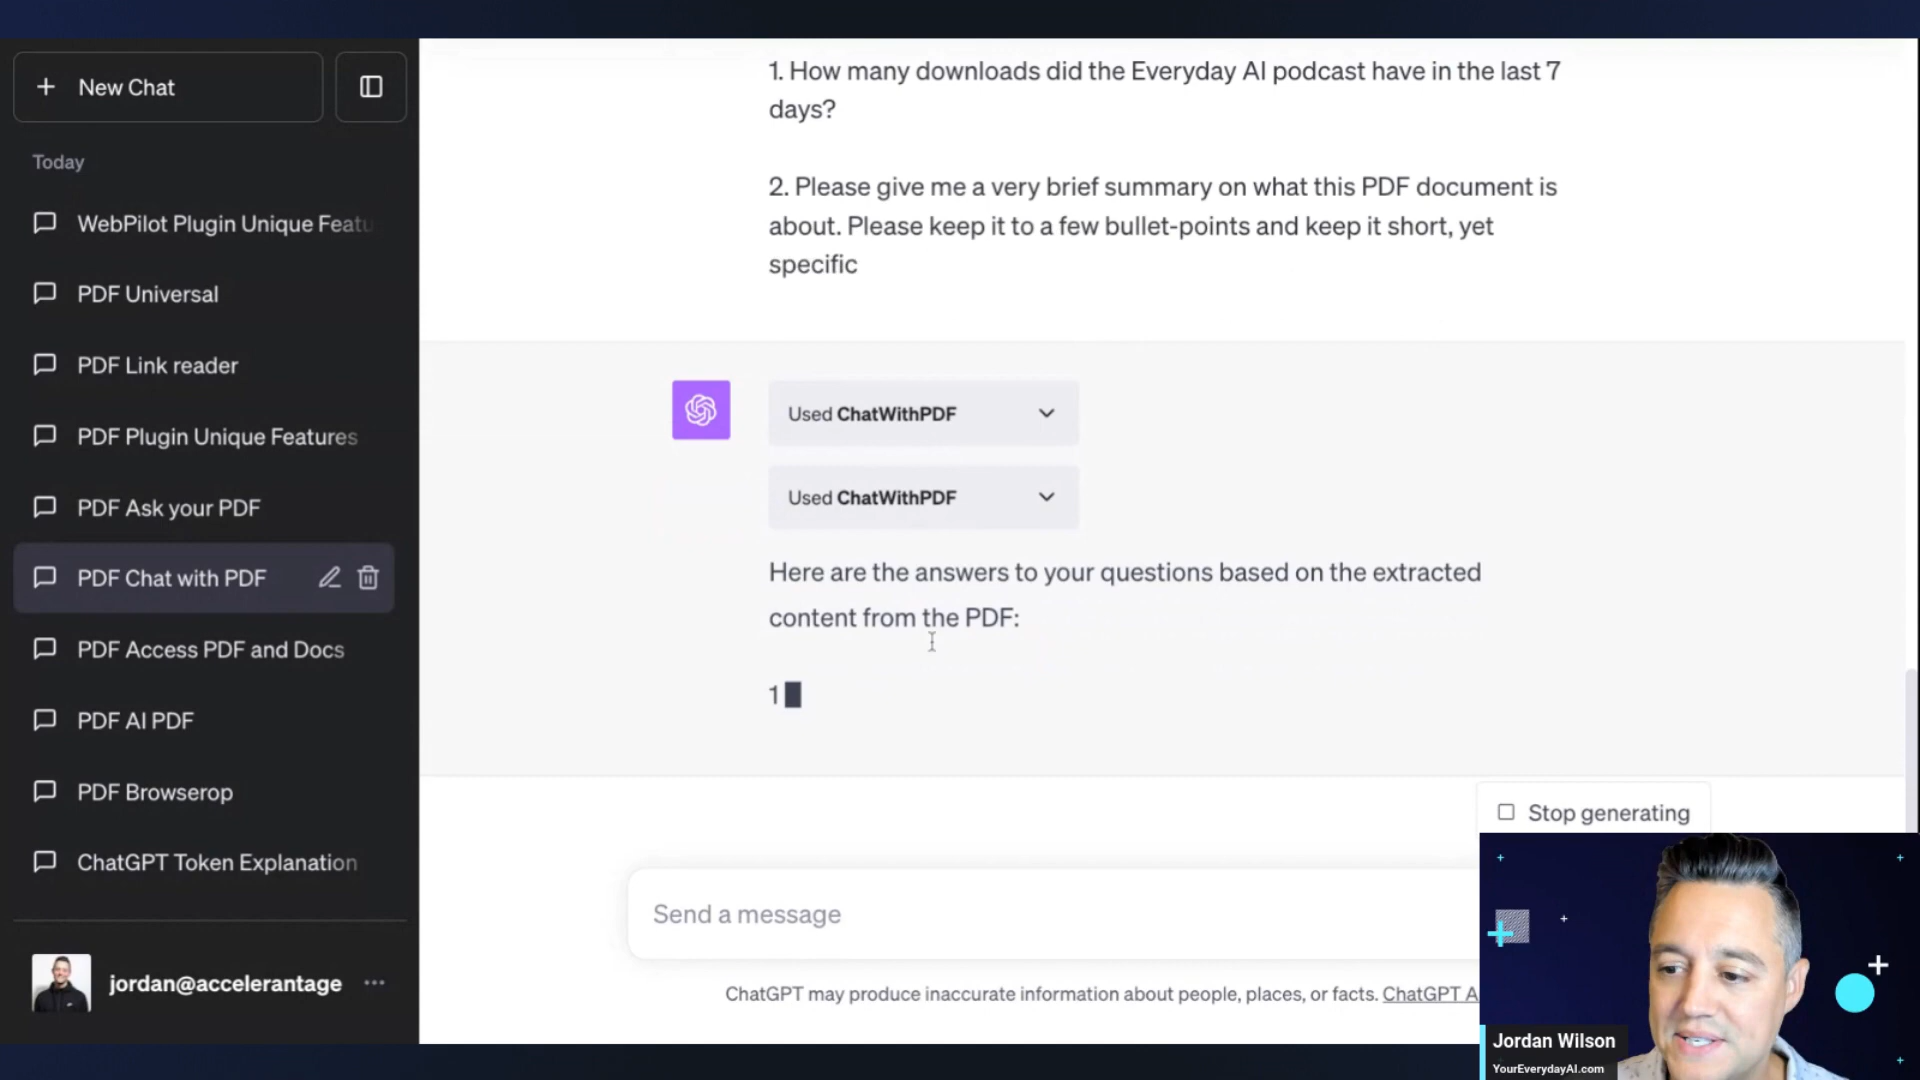 New Chat
Today
WebPilot Plugin Unique Featu
PDF Universal
PDF Link reader
PDF Plugin Unique Features
PDF Ask your PDF
PDF Chat with PDF
PDF Access PDF and Docs
PDF AI PDF
PDF Browserop
ChatGPT Token Explanation
jordan@accelerantage
1. How many downloads did the Everyday AI podcast have in the last 7
days?
2. Please give me a very brief summary on what this PDF document is
about. Please keep it to a few bullet-points and keep it short, yet
specific
Used ChatWithPDF
Used ChatWithPDF
Here are the answers to your questions based on the extracted
content from the PDF:
1
Stop generating
Send a message
ChatGPT may produce inaccurate information about people, places, or facts. ChatGPT A
Jordan Wilson
YourEverydayAI.com